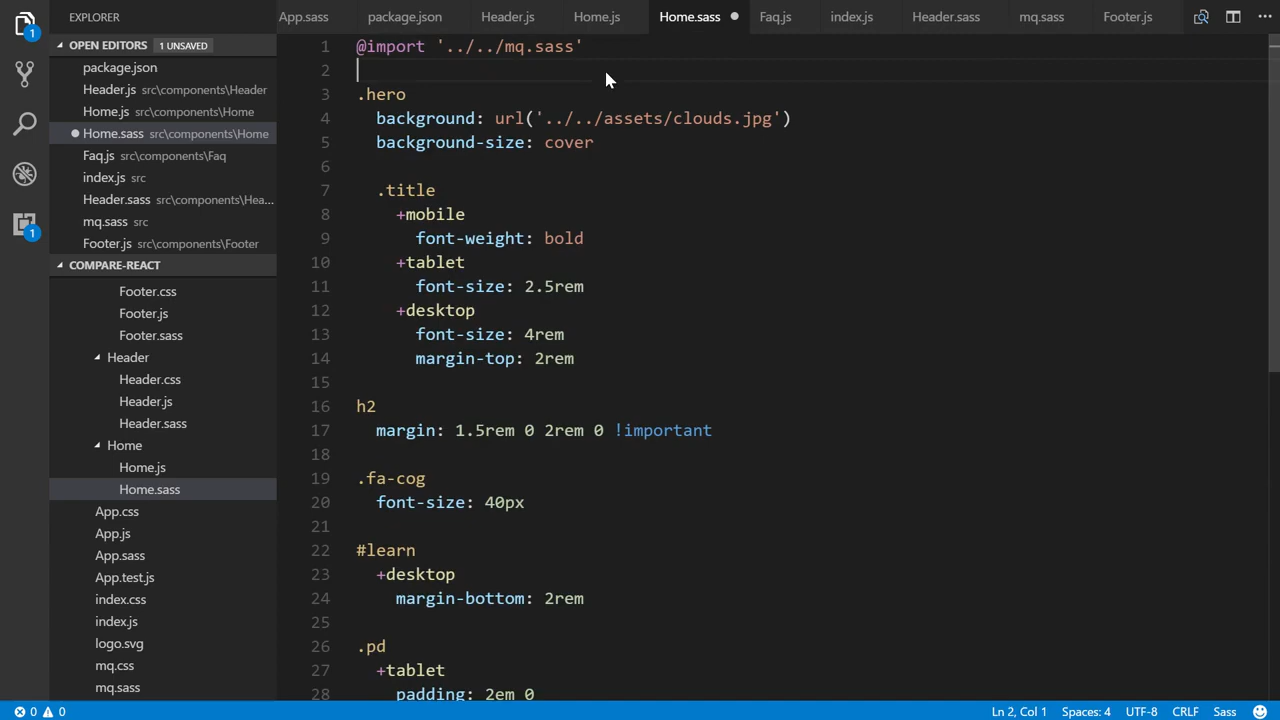 EXPLORER
App.sass
package.json
Header.js
Home.js
Home.sass
Faq.js
index.js
Header.sass
mq.sass
Footer.js
1
OPEN EDITORS 1 UNSAVED
package.json
Header.js src\components\Header
Home.js src\components\Home
Home.sass src\components\Home
Faq.js src\components\Faq
index.js src
Header.sass src\components\Hea...
mq.sass src
Footer.js src\components\Footer
1
COMPARE-REACT
Footer.css
Footer.js
Footer.sass
Header
Header.css
Header.js
Header.sass
Home
Home.js
Home.sass
App.css
App.js
App.sass
App.test.js
index.css
index.js
logo.svg
mq.css
mq.sass
1 @import '../../mq.sass'
2
3 .hero
4 background: url('../../assets/clouds.jpg')
5 background-size: cover
6
7 .title
8 +mobile
9 font-weight: bold
10 +tablet
11 font-size: 2.5rem
12 +desktop
13 font-size: 4rem
14 margin-top: 2rem
15
16 h2
17 margin: 1.5rem 0 2rem 0 !important
18
19 .fa-cog
20 font-size: 40px
21
22 #learn
23 +desktop
24 margin-bottom: 2rem
25
26 .pd
27 +tablet
28 padding: 2em 0
0 0
Ln 2, Col 1 Spaces: 4 UTF-8 CRLF Sass